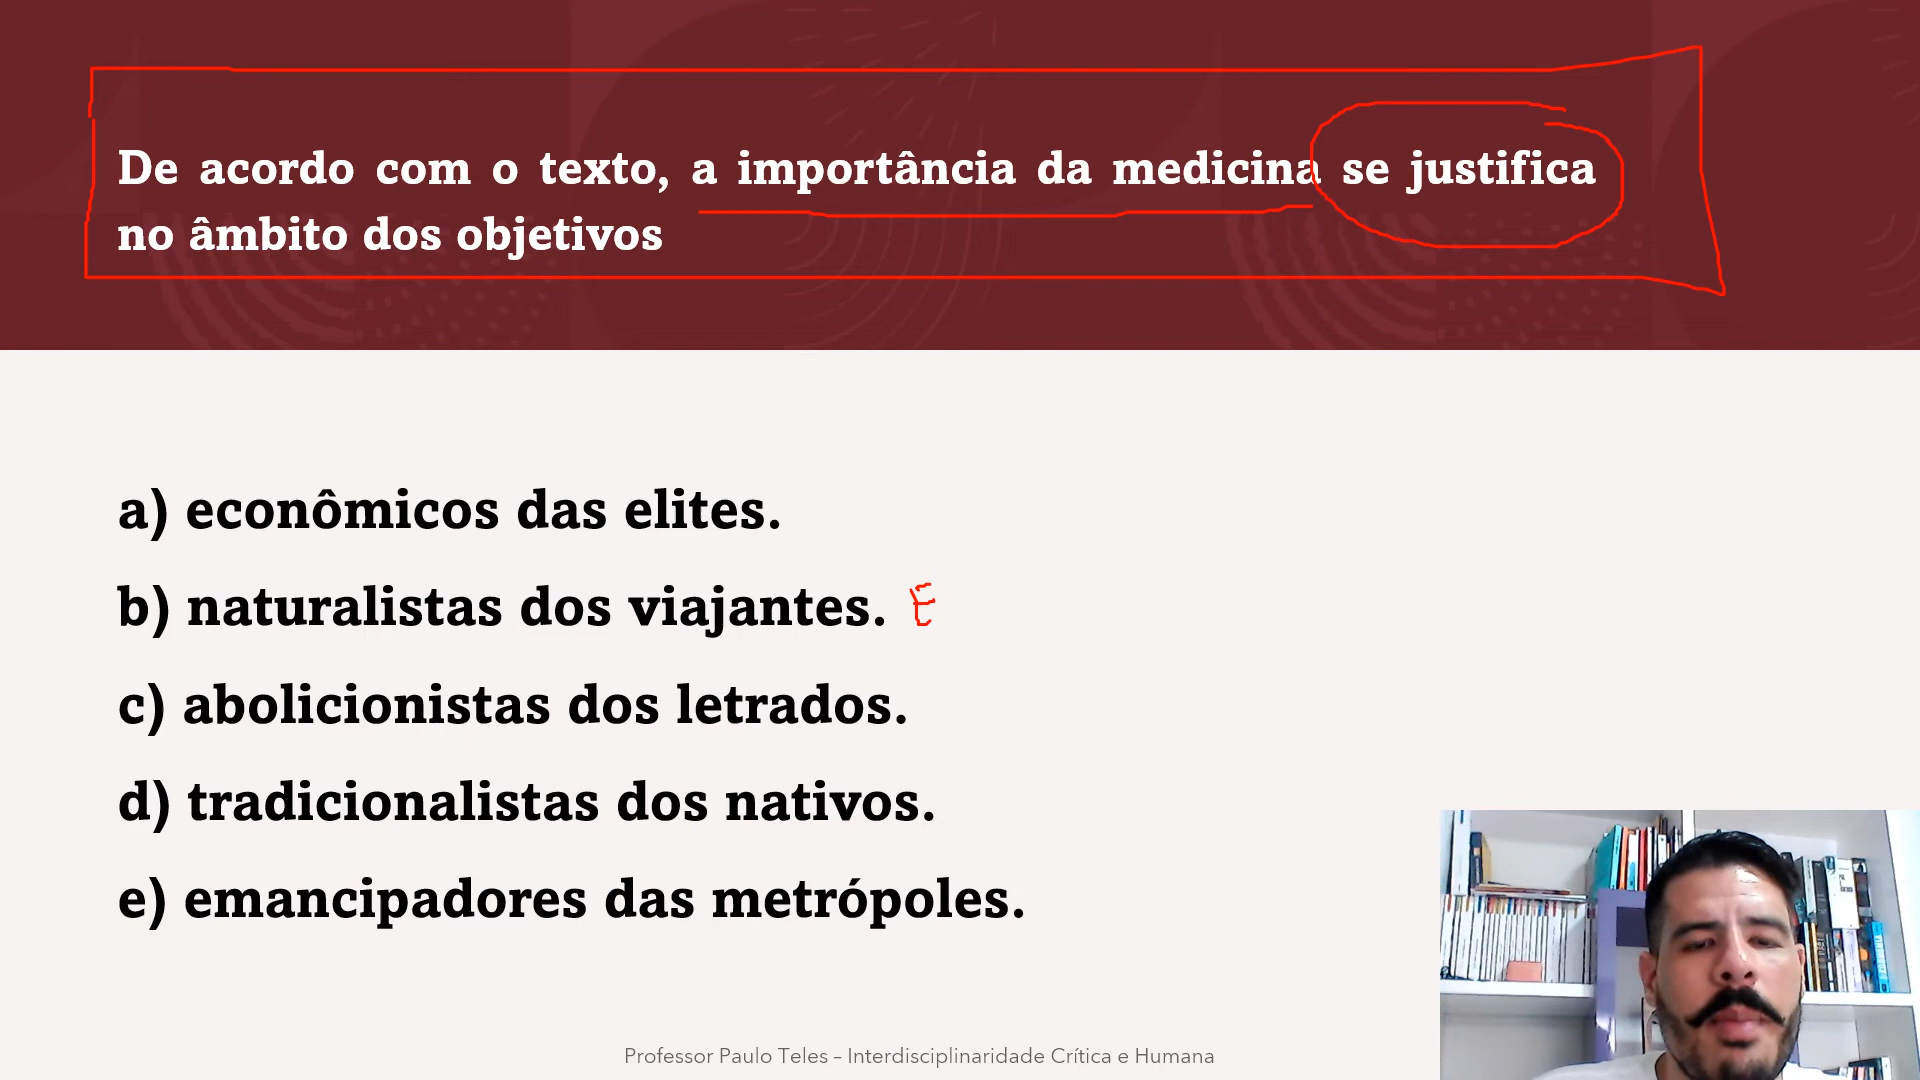 De acordo com o texto, a importância da medicina se justifica
no âmbito dos objetivos
a) econômicos das elites.
b) naturalistas dos viajantes. E
c) abolicionistas dos letrados.
d) tradicionalistas dos nativos.
e) emancipadores das metrópoles.
Professor Paulo Teles – Interdisciplinaridade Crítica e Humana